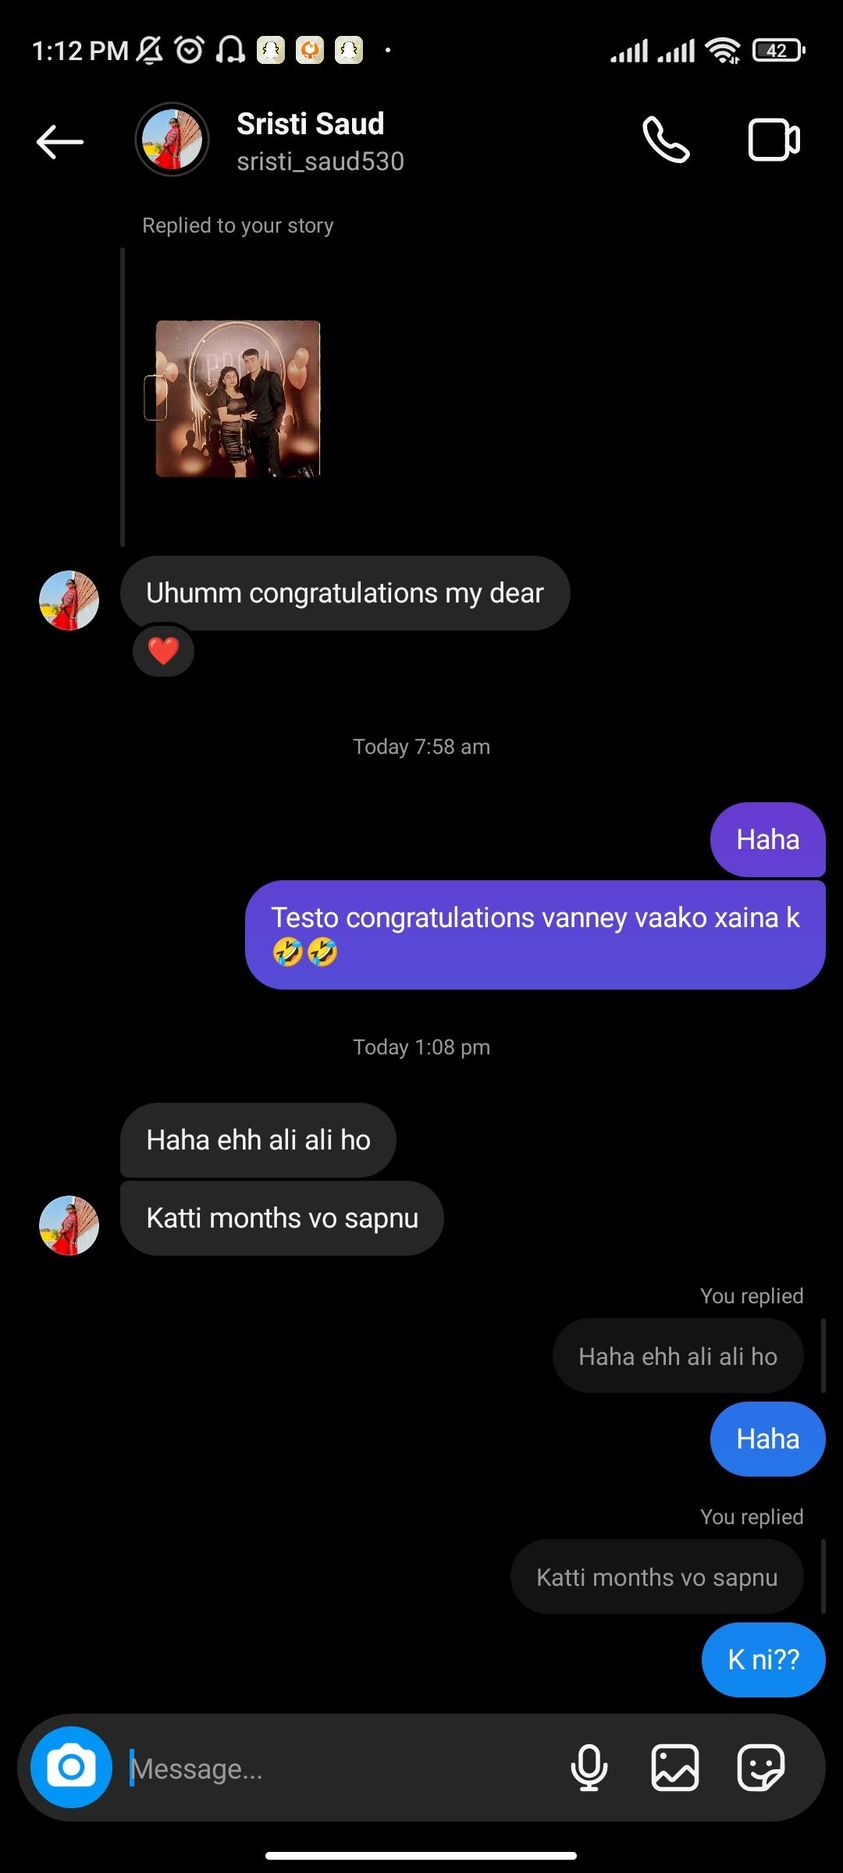 1:12 PM
42
Sristi Saud
sristi_saud530
Replied to your story
PROM
Uhumm congratulations my dear
❤️
Today 7:58 am
Haha
Testo congratulations vanney vaako xaina k
🤣🤣
Today 1:08 pm
Haha ehh ali ali ho
Katti months vo sapnu
You replied
Haha ehh ali ali ho
Haha
You replied
Katti months vo sapnu
K ni??
Message...